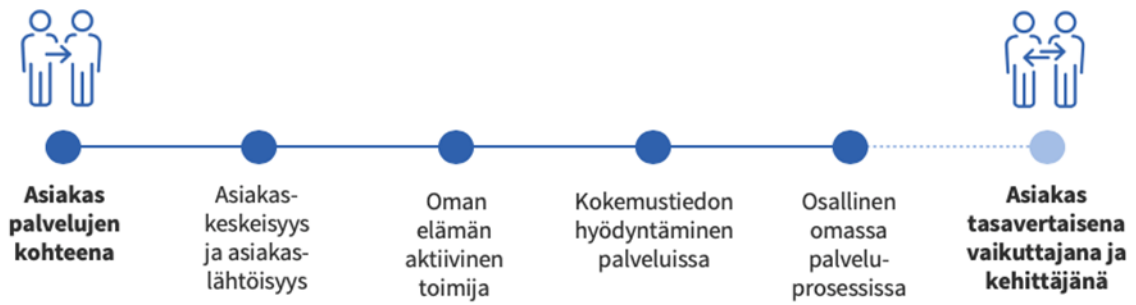 Asiakas
palvelujen
kohteena
Asiakas-
keskeisyys
ja asiakas-
lähtöisyys
Oman
elämän
aktiivinen
toimija
Kokemustiedon
hyödyntäminen
palveluissa
Osallinen
omassa
palvelu-
prosessissa
Asiakas
tasavertaisena
vaikuttajana ja
kehittäjänä